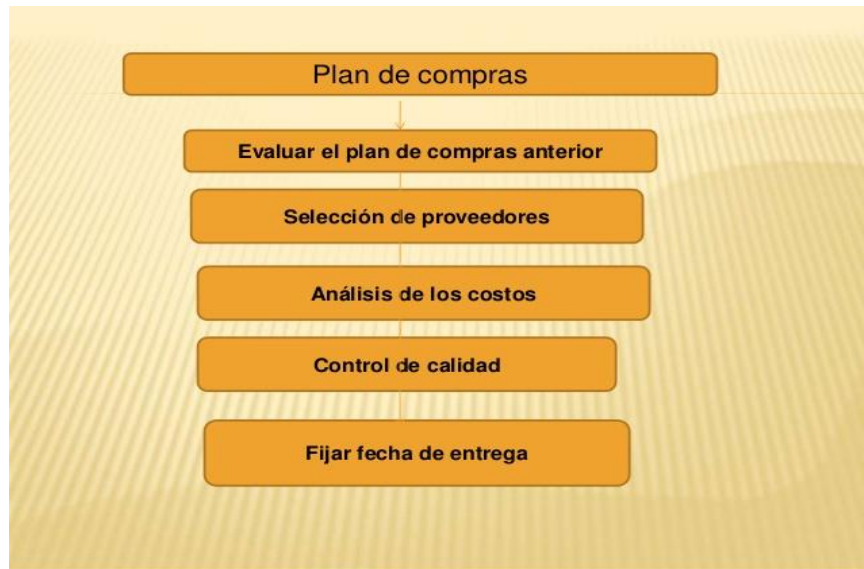 Plan de compras
Evaluar el plan de compras anterior
Selección de proveedores
Análisis de los costos
Control de calidad
Fijar fecha de entrega